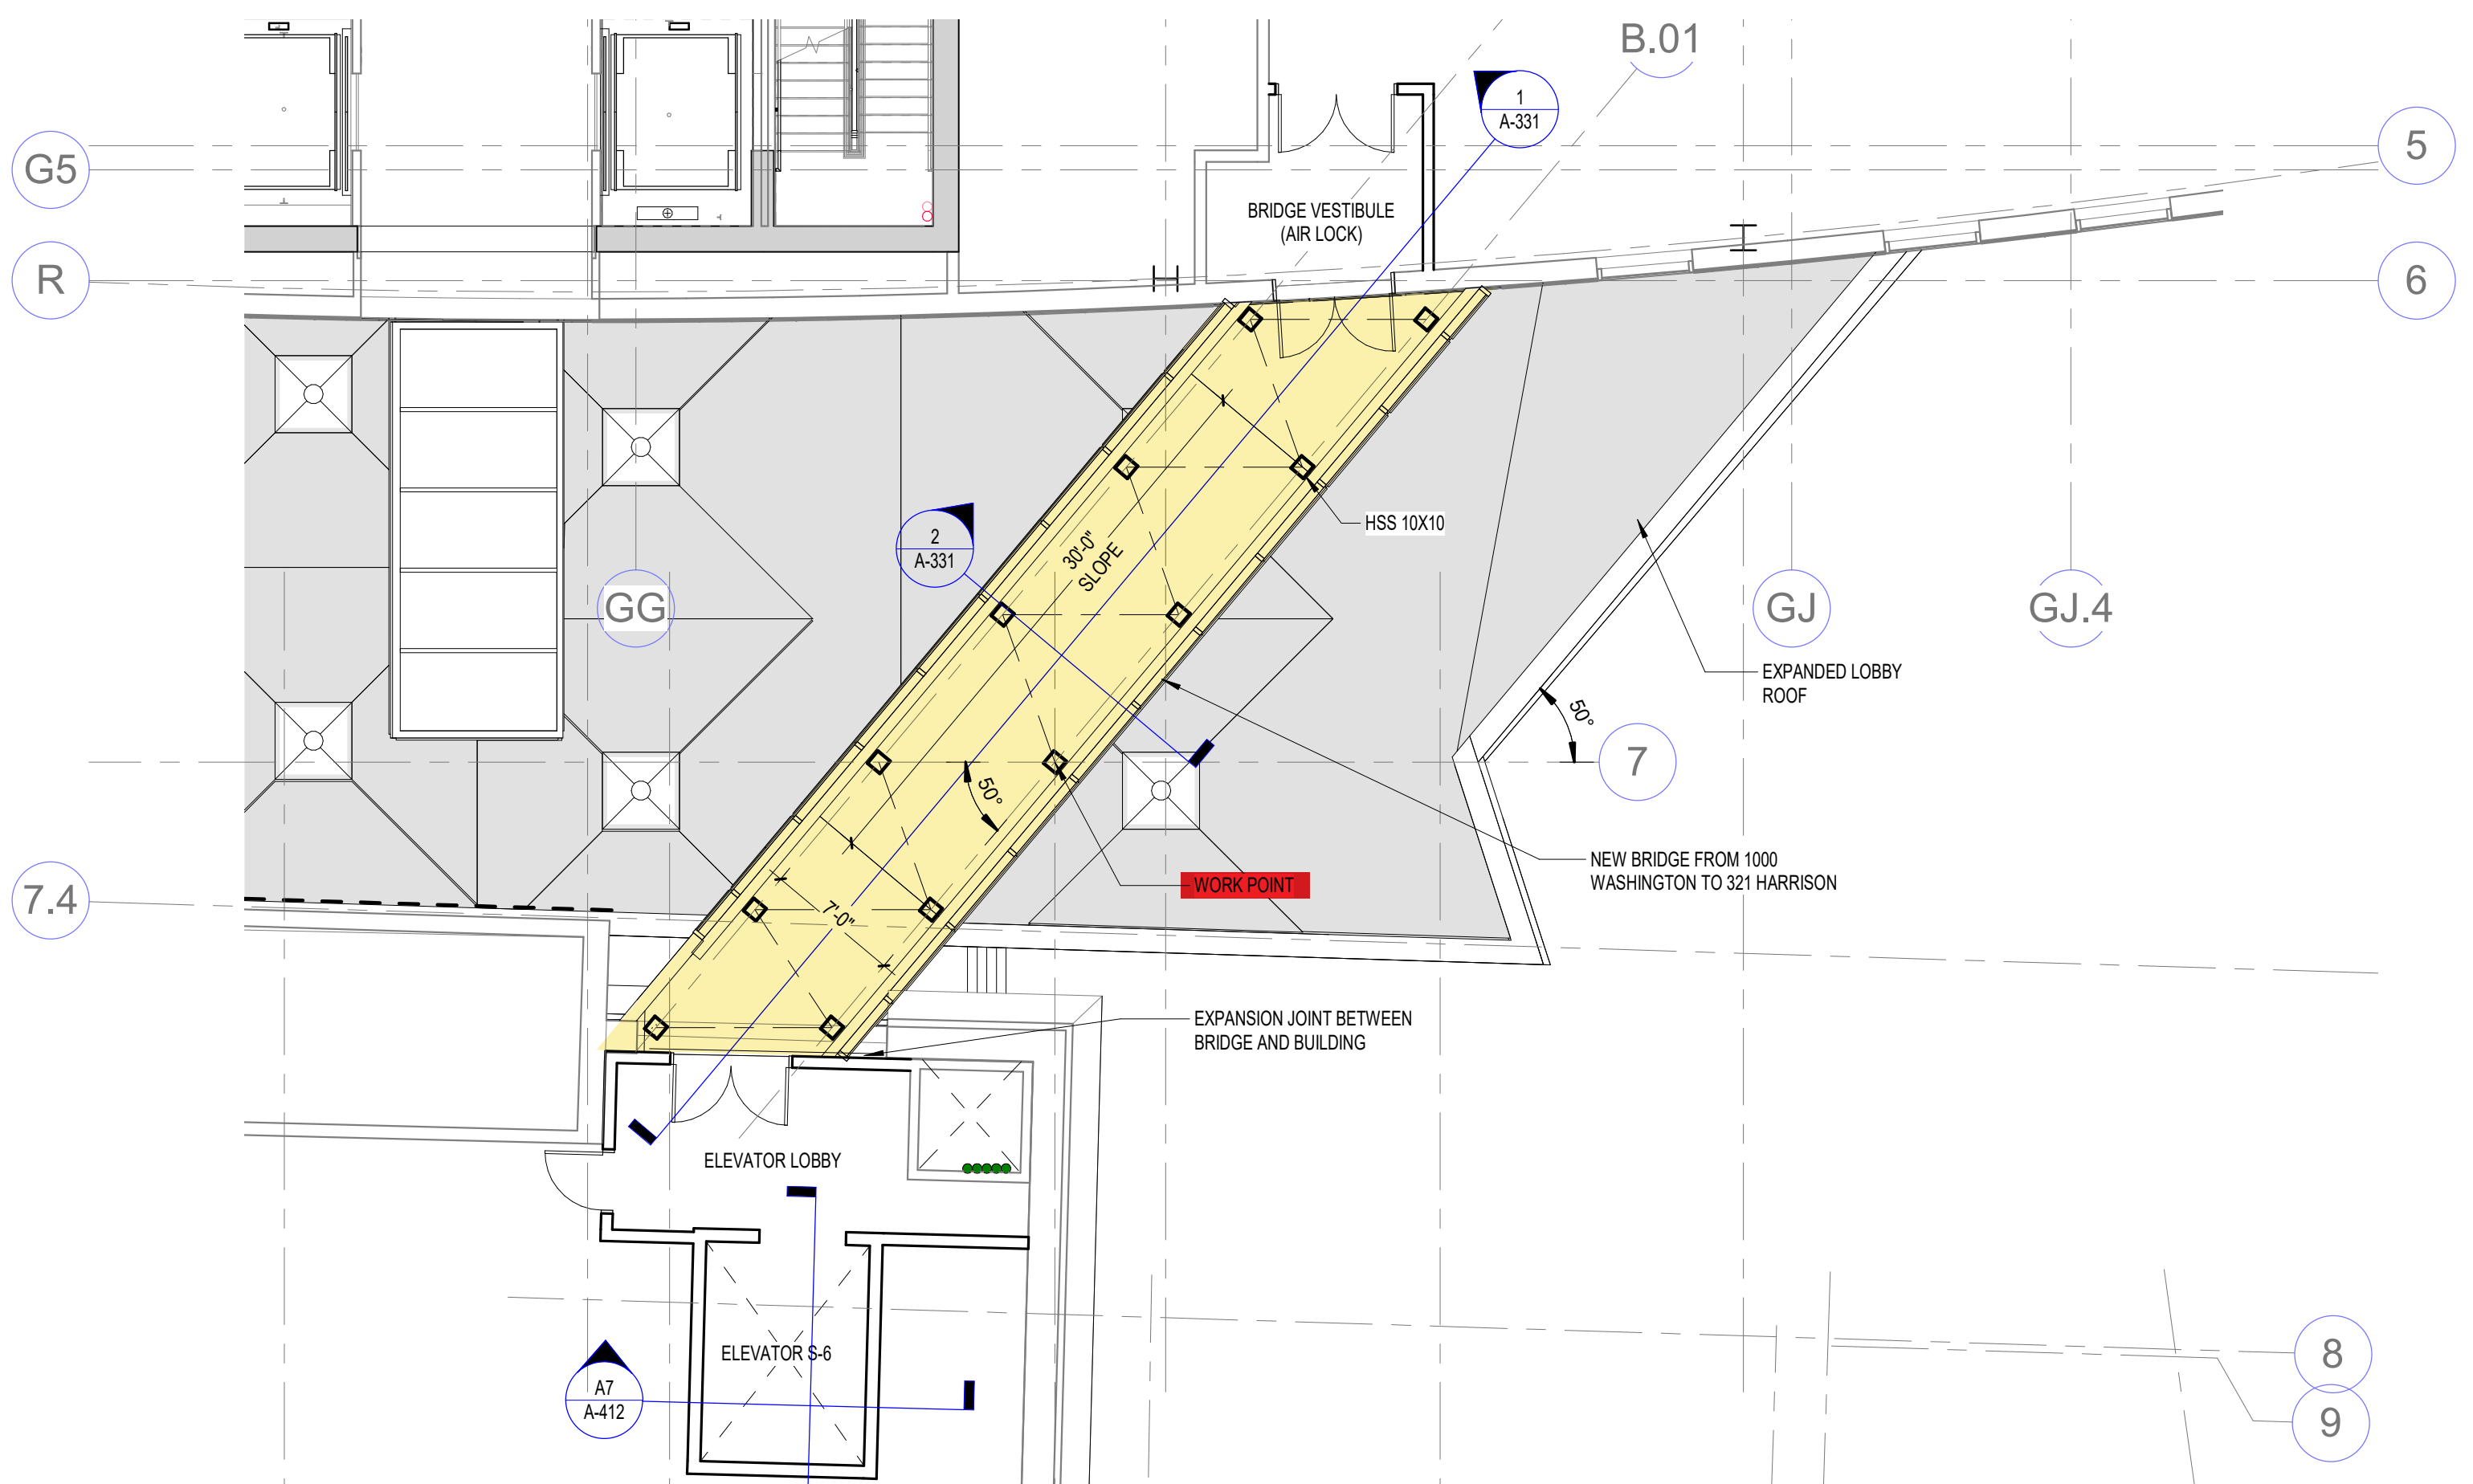 B.01
1
A-331
G5
5
BRIDGE VESTIBULE
(AIR LOCK)
R
6
HSS 10X10
2
A-331
30'-0"
SLOPE
GG
GJ
GJ.4
EXPANDED LOBBY
ROOF
50°
7
50°
NEW BRIDGE FROM 1000
WASHINGTON TO 321 HARRISON
WORK POINT
7.4
7'-0"
EXPANSION JOINT BETWEEN
BRIDGE AND BUILDING
ELEVATOR LOBBY
ELEVATOR S-6
8
A7
A-412
9